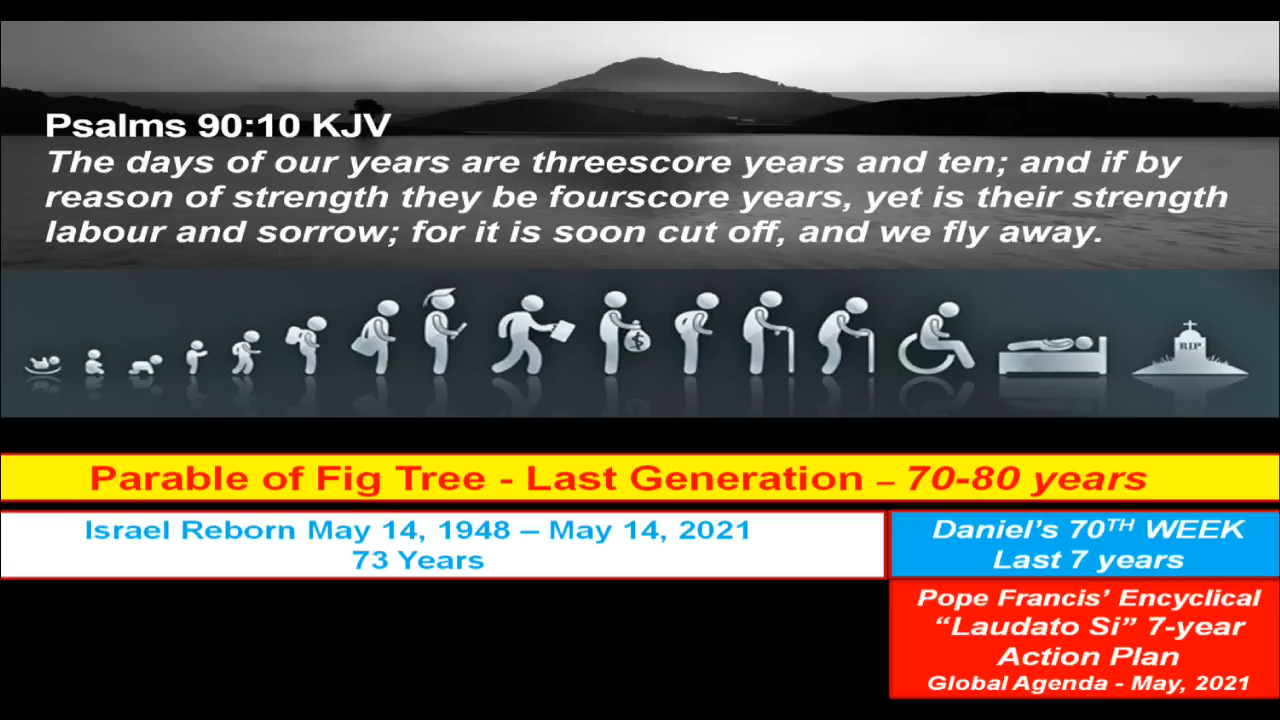 Psalms 90:10 KJV
The days of our years are threescore years and ten; and if by
reason of strength they be fourscore years, yet is their strength
labour and sorrow; for it is soon cut off, and we fly away.
$
RIP
Parable of Fig Tree - Last Generation – 70-80 years
Israel Reborn May 14, 1948 – May 14, 2021
73 Years
Daniel’s 70TH WEEK
Last 7 years
Pope Francis’ Encyclical
“Laudato Si” 7-year
Action Plan
Global Agenda - May, 2021